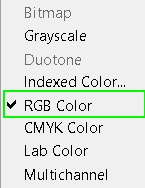 Bitmap
Grayscale
Duotone
Indexed Color...
RGB Color
CMYK Color
Lab Color
Multichannel